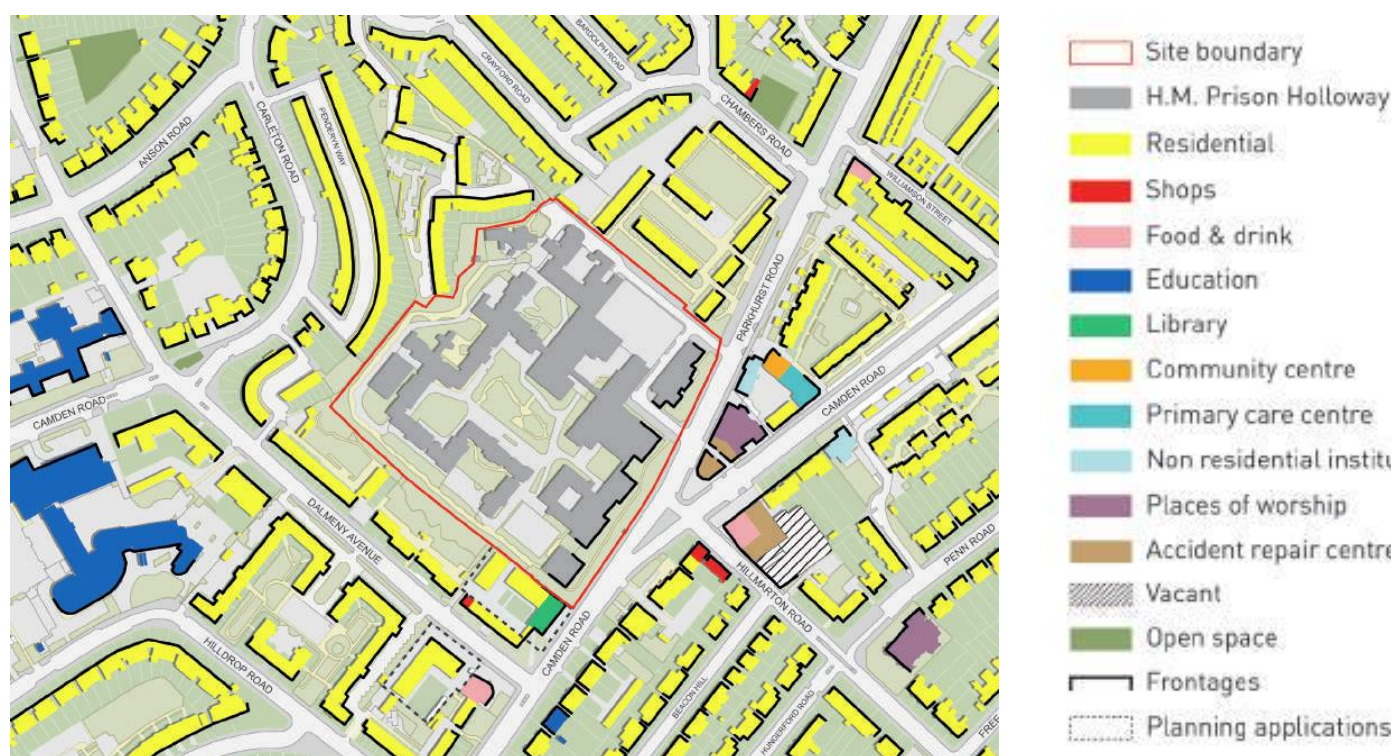 BARDOLPH ROAD
CRAYFORD ROAD
CHAMBERS ROAD
CARLETON ROAD
PENDERYN WAY
ANSON ROAD
WILLIAMSON STREET
PARKHURST ROAD
CAMDEN ROAD
CAMDEN ROAD
DALMENY AVENUE
PENN ROAD
HILLMARTON ROAD
HILLDROP ROAD
CAMDEN ROAD
BEACON HILL
HUNGERFORD ROAD
FREE
Site boundary
H.M. Prison Holloway
Residential
Shops
Food & drink
Education
Library
Community centre
Primary care centre
Non residential institu
Places of worship
Accident repair centre
Vacant
Open space
Frontages
Planning applications